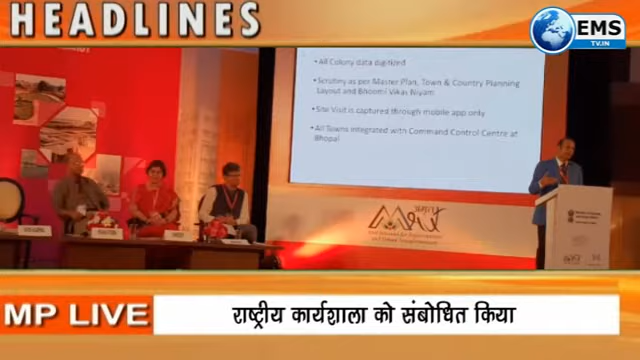 HEADLINES
EMS
TV.IN
• All Colony data digitized
• Scrutiny as per Master Plan, Town & Country Planning
Layout and Bhoomi Vikas Niyam
• Site Visit is captured through mobile app only
• All Towns integrated with Command Control Centre at
Bhopal
MP LIVE
राष्ट्रीय कार्यशाला को संबोधित किया